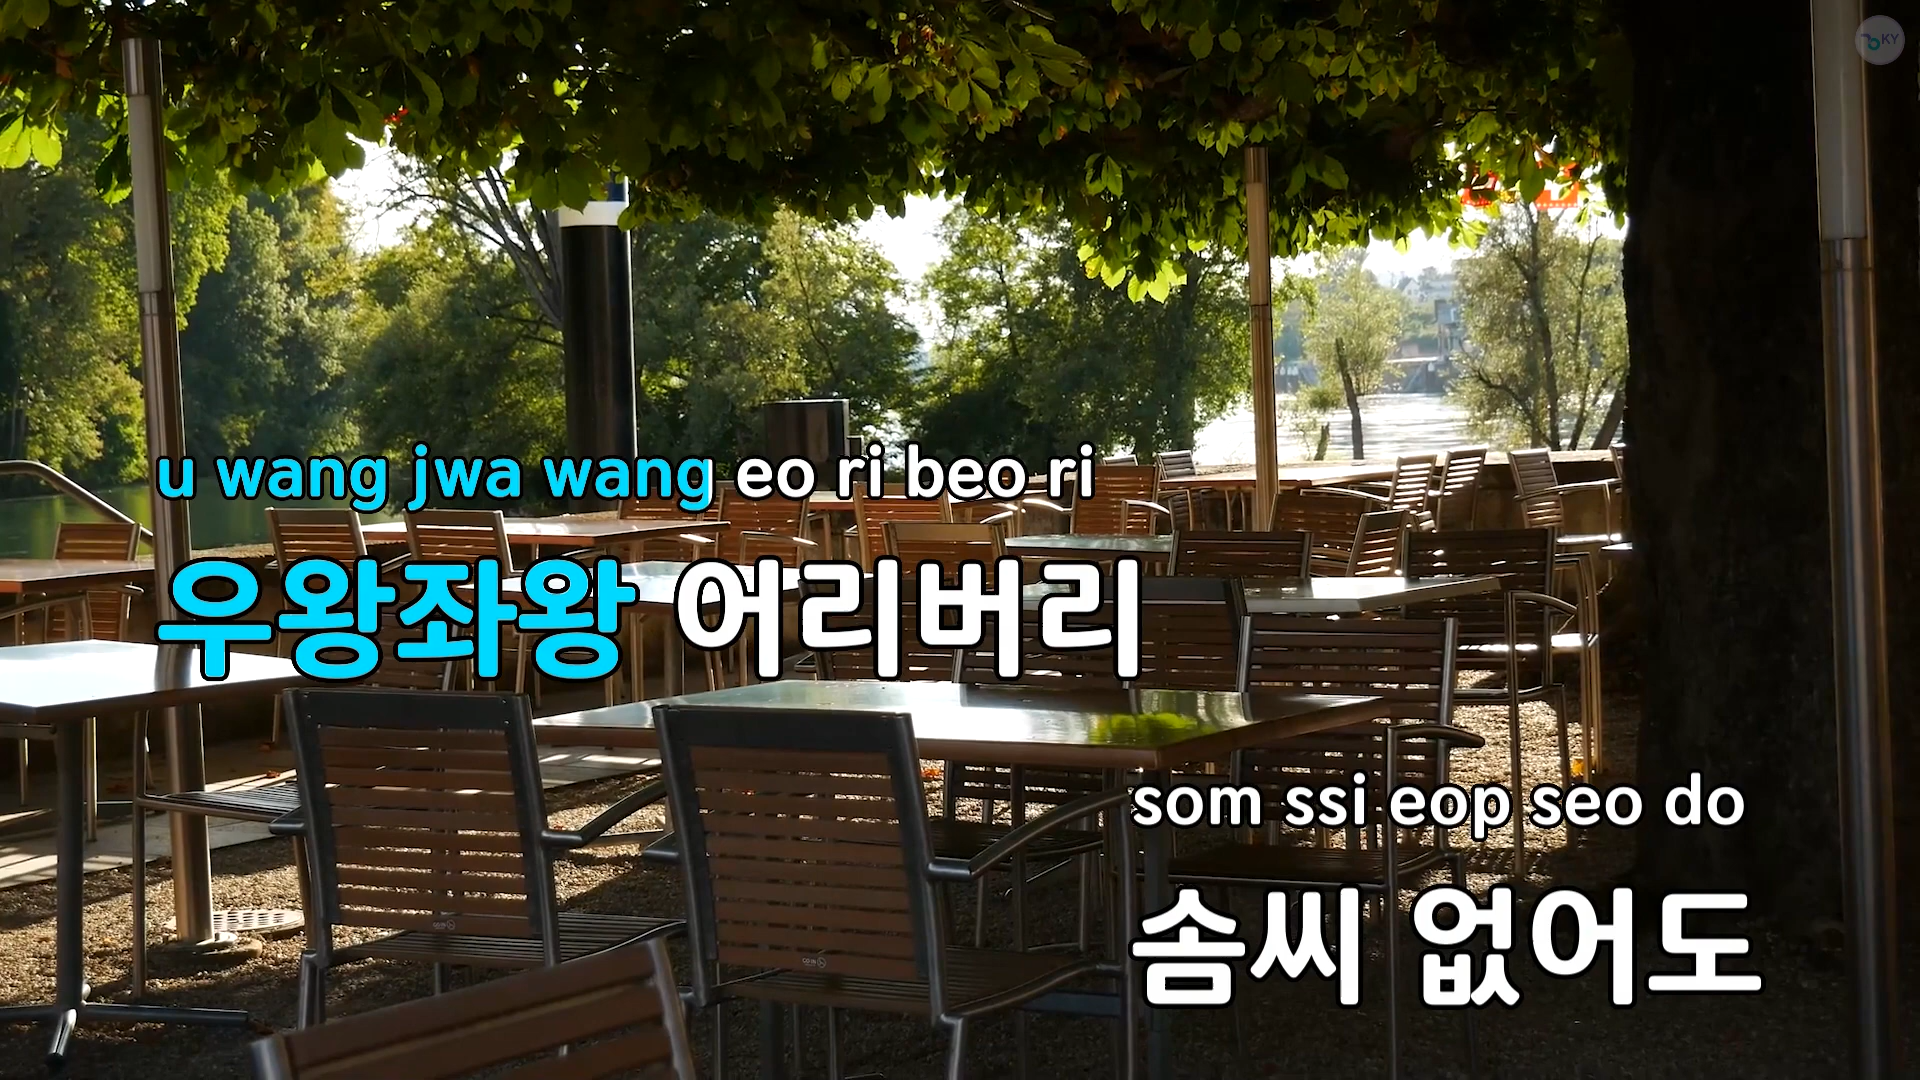 KY
u wang jwa wang eo ri beo ri
우왕좌왕 어리버리
som ssi eop seo do
솜씨 없어도